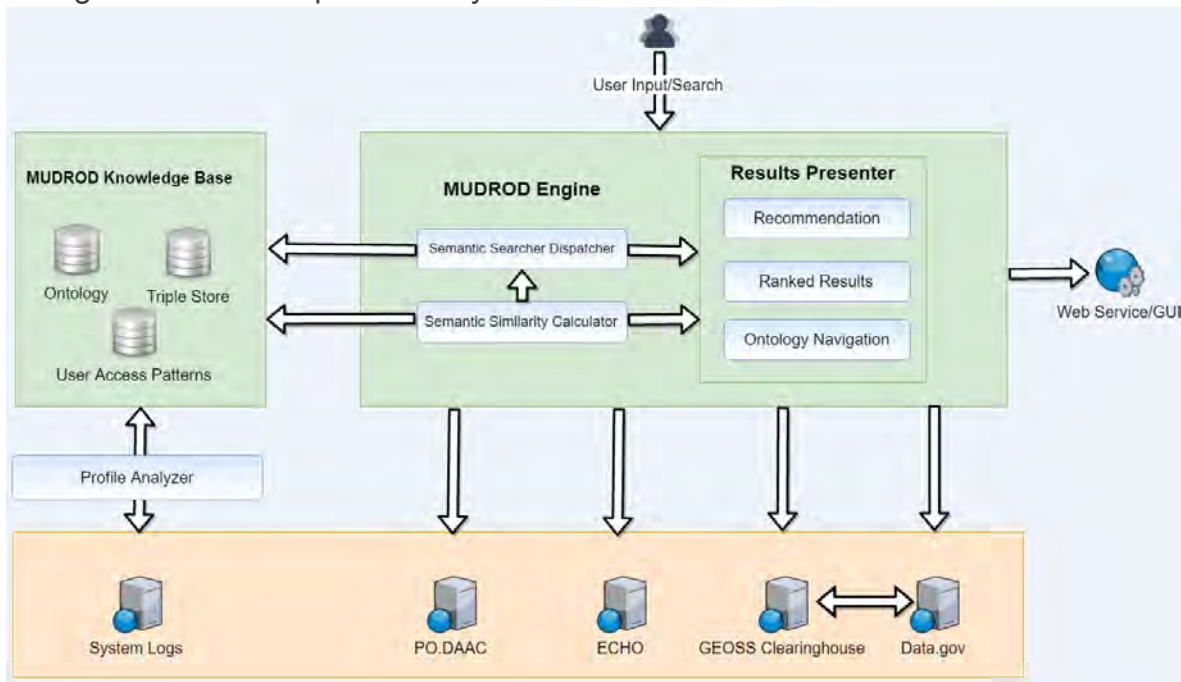 User Input/Search
MUDROD Knowledge Base
Ontology
Triple Store
User Access Patterns
MUDROD Engine
Semantic Searcher Dispatcher
Semantic Similarity Calculator
Results Presenter
Recommendation
Ranked Results
Ontology Navigation
Web Service/GUI
Profile Analyzer
System Logs
PO.DAAC
ECHO
GEOSS Clearinghouse
Data.gov